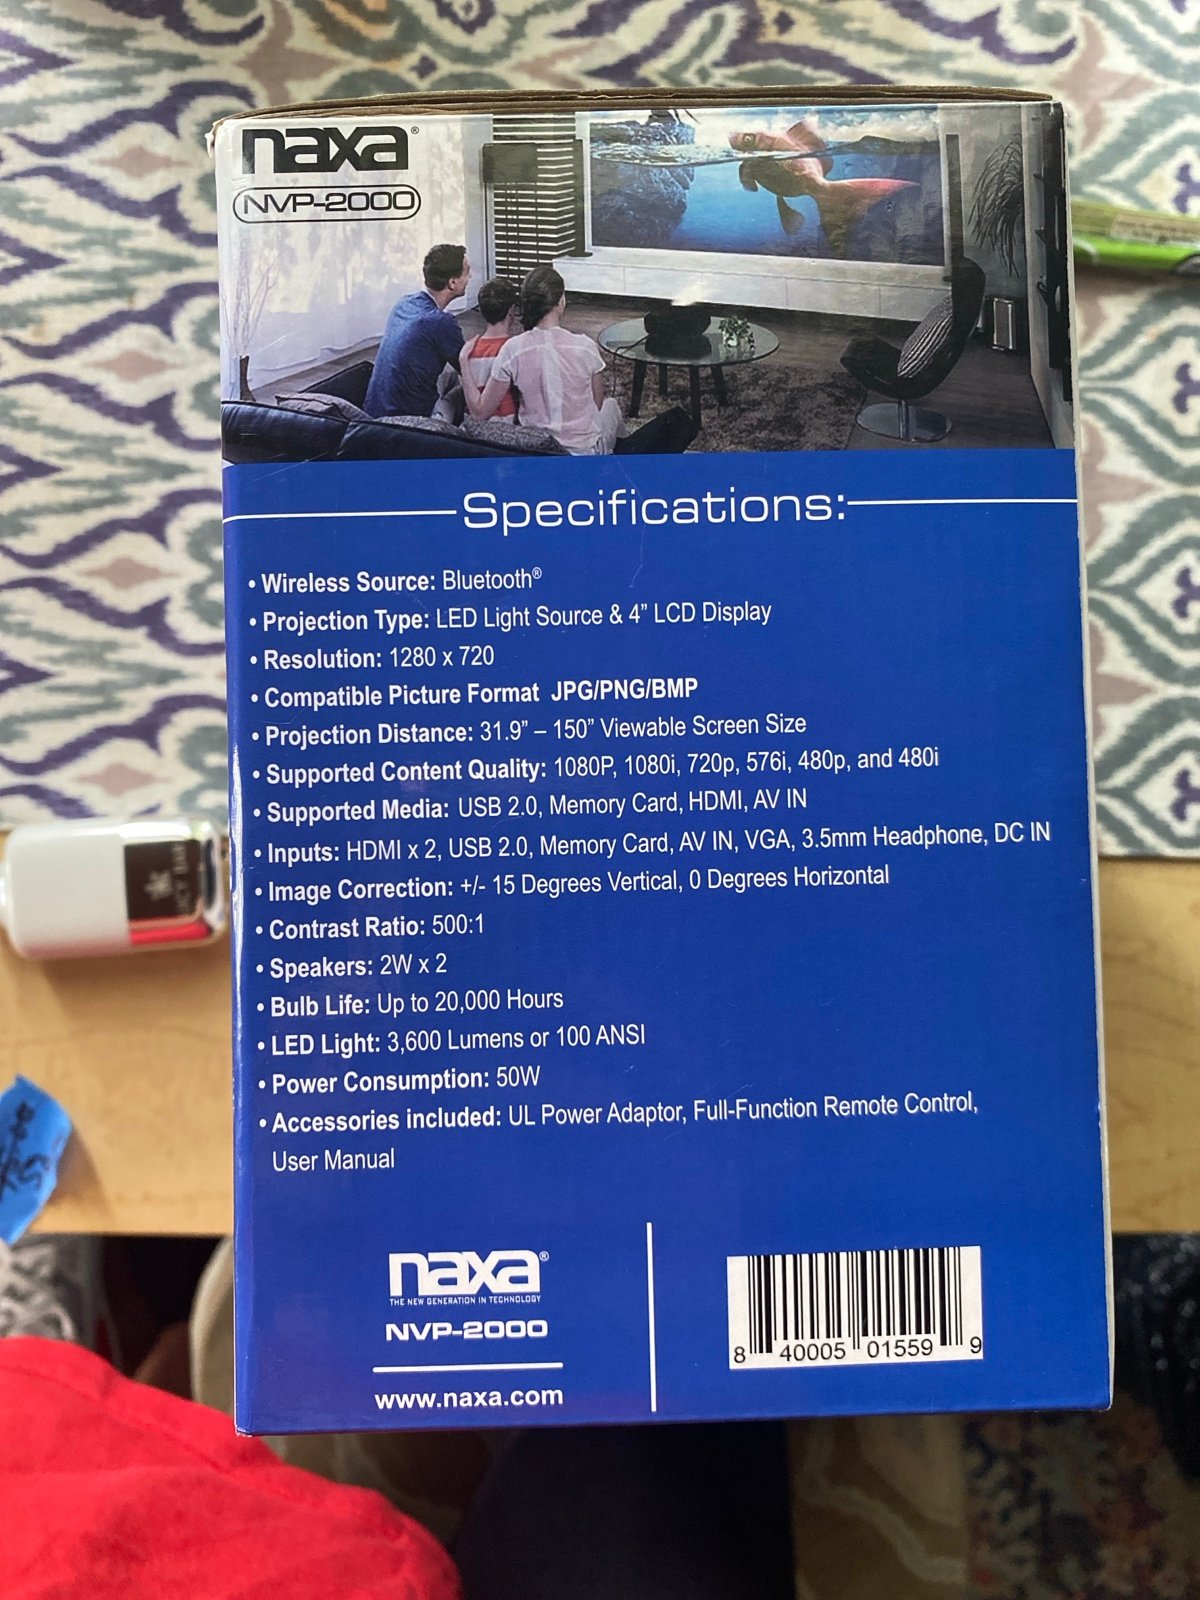 naxa®
NVP-2000
Specifications:
• Wireless Source: Bluetooth®
• Projection Type: LED Light Source & 4” LCD Display
• Resolution: 1280 x 720
• Compatible Picture Format JPG/PNG/BMP
• Projection Distance: 31.9” – 150” Viewable Screen Size
• Supported Content Quality: 1080P, 1080i, 720p, 576i, 480p, and 480i
• Supported Media: USB 2.0, Memory Card, HDMI, AV IN
• Inputs: HDMI x 2, USB 2.0, Memory Card, AV IN, VGA, 3.5mm Headphone, DC IN
• Image Correction: +/- 15 Degrees Vertical, 0 Degrees Horizontal
• Contrast Ratio: 500:1
• Speakers: 2W x 2
• Bulb Life: Up to 20,000 Hours
• LED Light: 3,600 Lumens or 100 ANSI
• Power Consumption: 50W
• Accessories included: UL Power Adaptor, Full-Function Remote Control,
User Manual
naxa®
THE NEW GENERATION IN TECHNOLOGY
NVP-2000
www.naxa.com
8 40005 01559 9